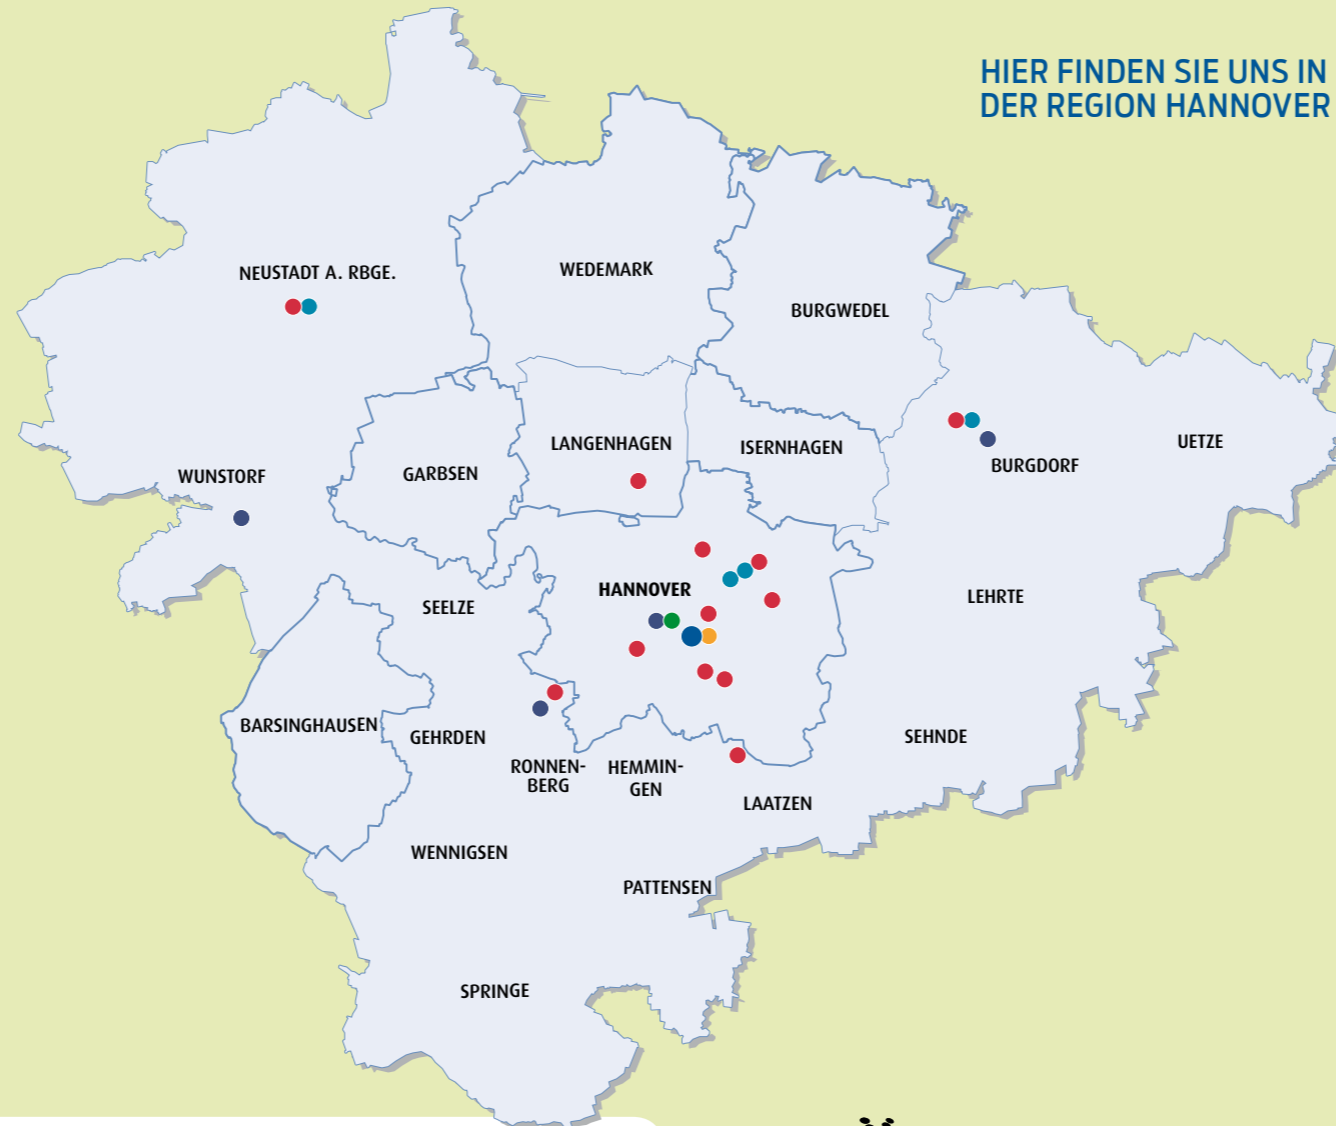 HIER FINDEN SIE UNS IN
DER REGION HANNOVER
NEUSTADT A. RBGE.
WEDEMARK
BURGWEDEL
LANGENHAGEN
ISERNHAGEN
UETZE
WUNSTORF
GARBSEN
BURGDORF
HANNOVER
SEELZE
LEHRTE
BARSINGHAUSEN
GEHRDEN
SEHNDE
RONNEN-
BERG
HEMMIN-
GEN
LAATZEN
WENNIGSEN
PATTENSEN
SPRINGE